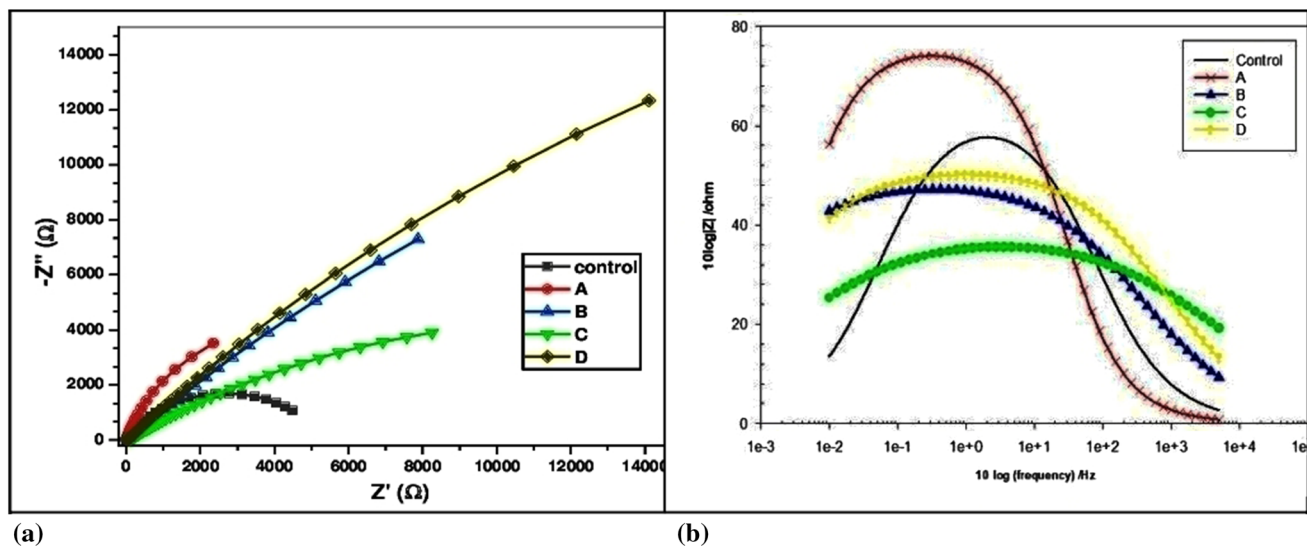 14000
12000
10000
8000
6000
4000
2000
0
-Z" (Ω)
0 2000 4000 6000 8000 10000 12000 14000
Z' (Ω)
control
A
B
C
D
(a)
80
60
40
20
0
10log|Z| /ohm
1e-3 1e-2 1e-1 1e+0 1e+1 1e+2 1e+3 1e+4
10 log (frequency) /Hz
Control
A
B
C
D
(b)